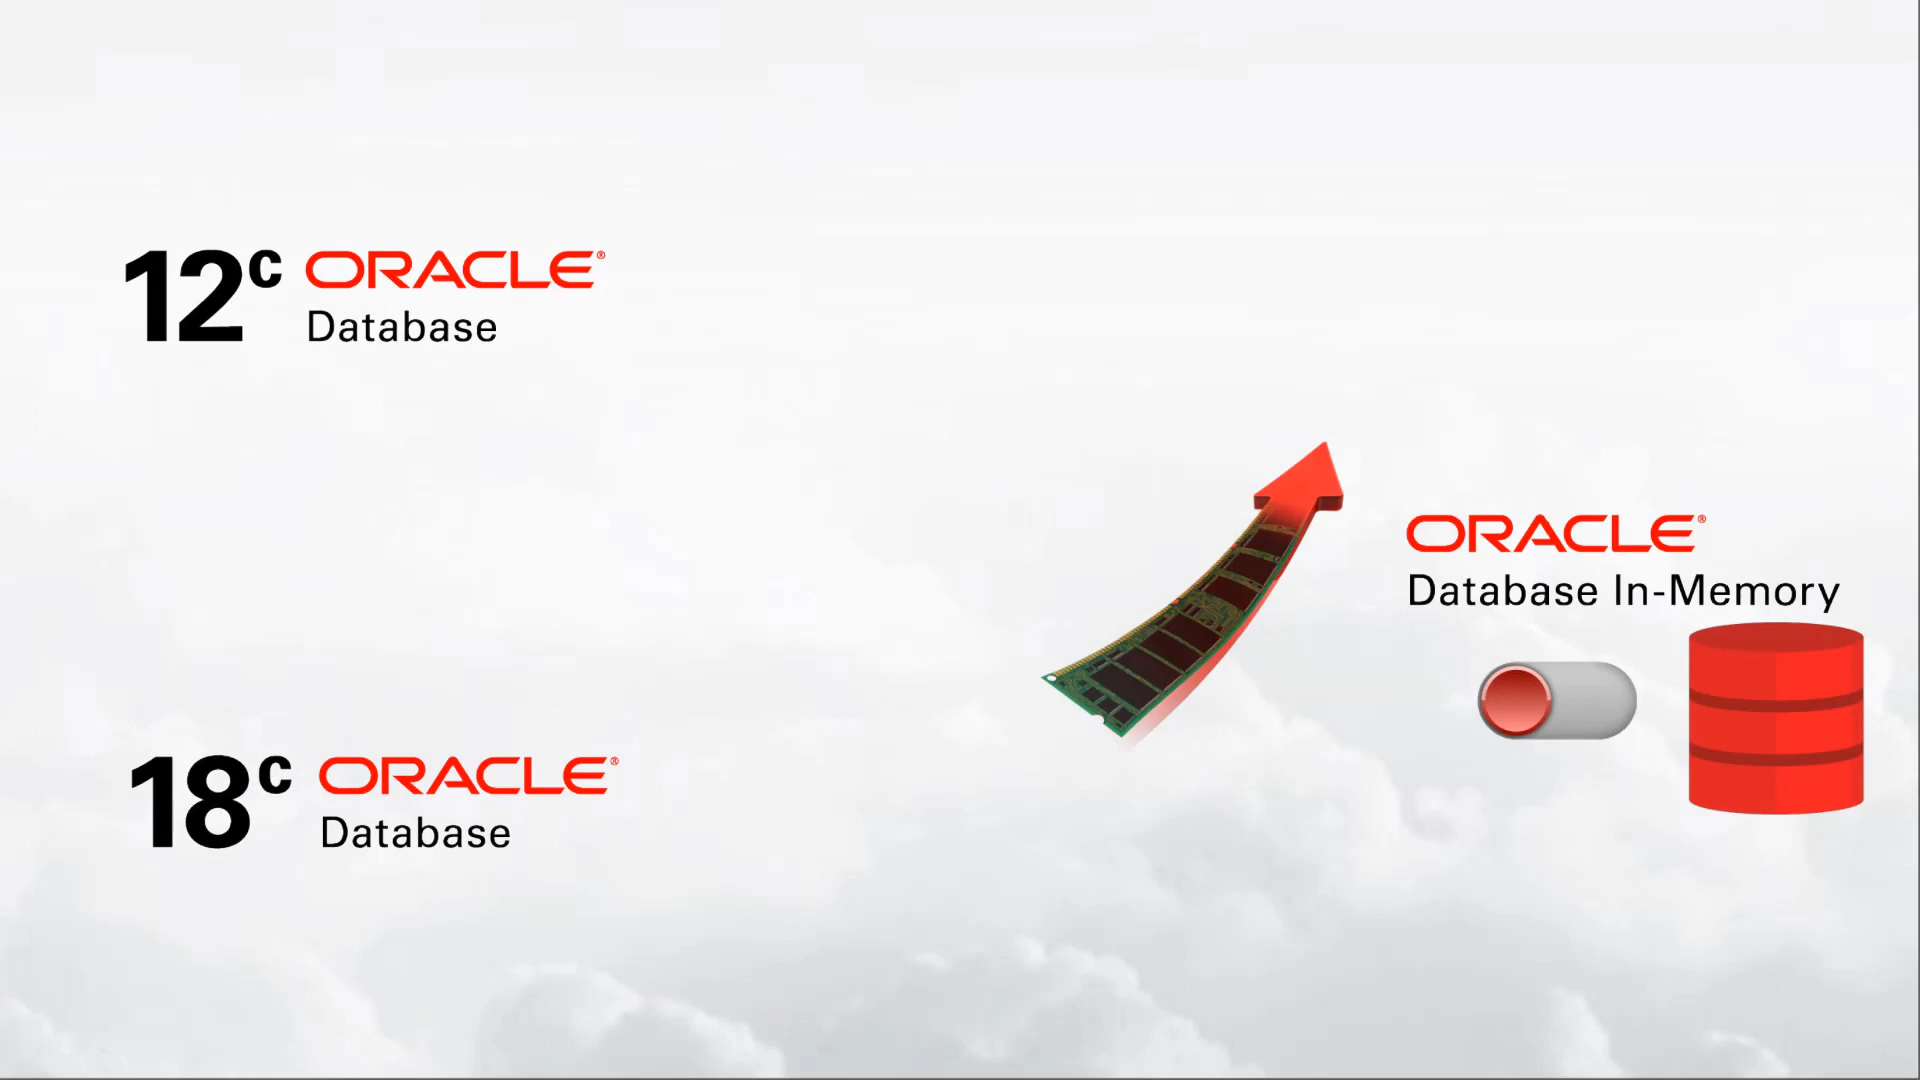 12c ORACLE®
Database
ORACLE®
Database In-Memory
18c ORACLE®
Database